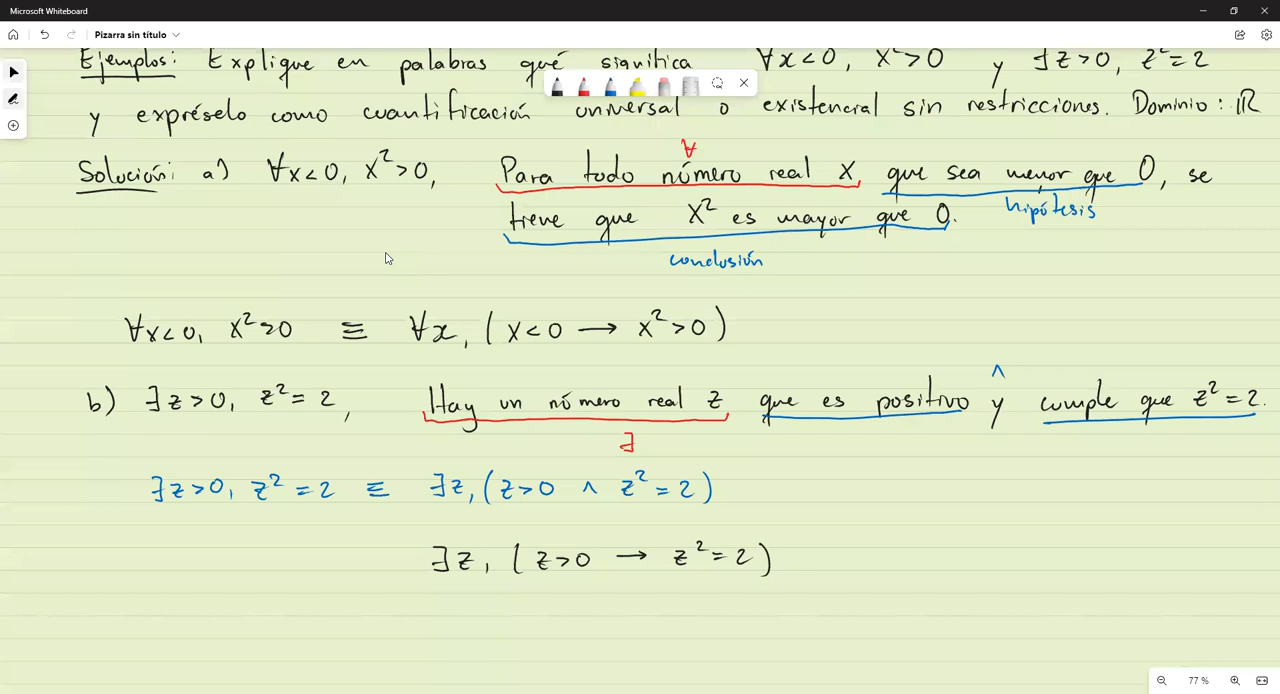 Microsoft Whiteboard
Pizarra sin título
Ejemplos: Explique en palabras qué significa ∀x<0, x²>0 y ∃z>0, z²=2
y expréselo como cuantificación universal o existencial sin restricciones. Dominio: ℝ
Solución: a) ∀x<0, x²>0, Para todo número real x, que sea menor que 0, se
∀
tiene que x² es mayor que 0.
hipótesis
conclusión
∀x<0, x²>0 ≡ ∀x, (x<0 → x²>0)
b) ∃z>0, z²=2, Hay un número real z que es positivo y cumple que z²=2.
∧
∃
∃z>0, z²=2 ≡ ∃z, (z>0 ∧ z²=2)
∃z, (z>0 → z²=2)
77 %